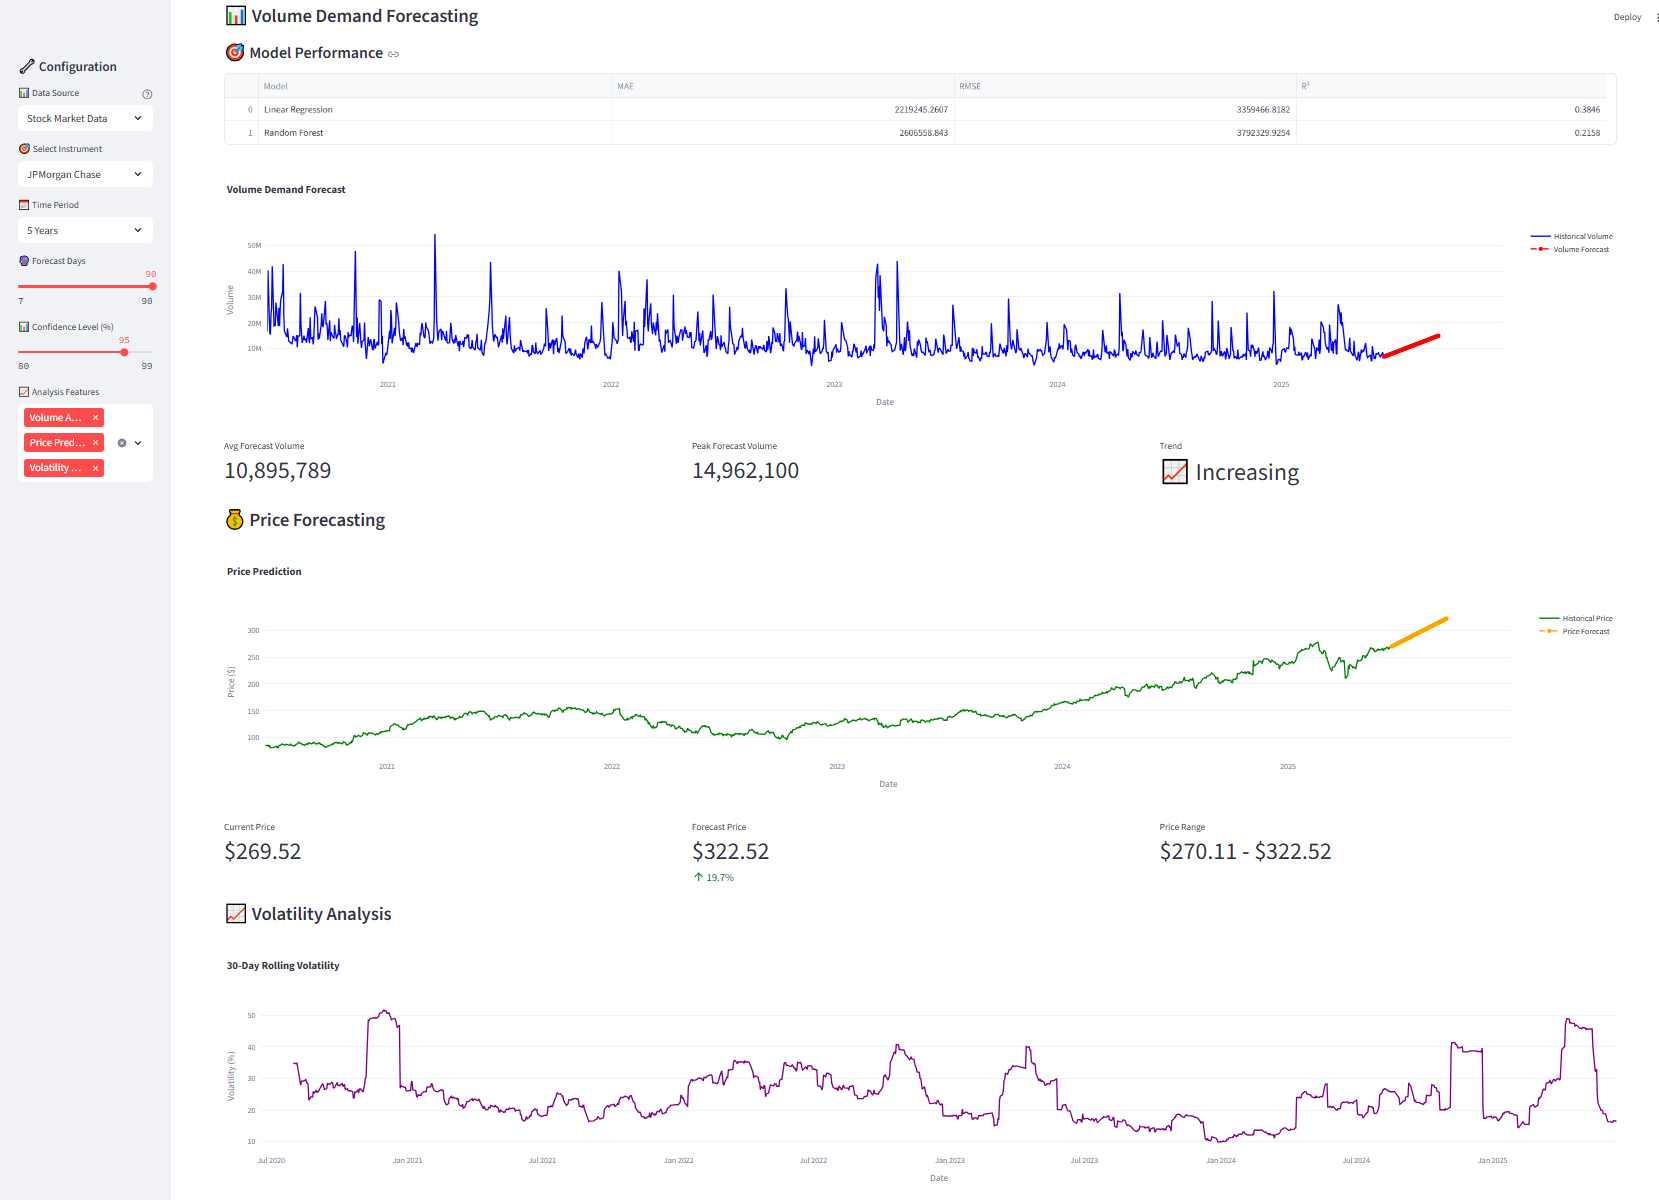 Deploy
Configuration
Data Source
Stock Market Data
Select Instrument
JPMorgan Chase
Time Period
5 Years
Forecast Days
90
7 90
Confidence Level (%)
95
80 99
Analysis Features
Volume A...
Price Pred...
Volatility ...
Volume Demand Forecasting
Model Performance
Model MAE RMSE R²
0 Linear Regression 2219245.2607 3359466.8182 0.3846
1 Random Forest 2606558.843 3792329.9254 0.2158
Volume Demand Forecast
Historical Volume
Volume Forecast
Volume
50M
40M
30M
20M
10M
2021 2022 2023 2024 2025
Date
Avg Forecast Volume Peak Forecast Volume Trend
10,895,789 14,962,100 Increasing
Price Forecasting
Price Prediction
Historical Price
Price Forecast
Price ($)
300
250
200
150
100
2021 2022 2023 2024 2025
Date
Current Price Forecast Price Price Range
$269.52 $322.52 $270.11 - $322.52
↑ 19.7%
Volatility Analysis
30-Day Rolling Volatility
Volatility (%)
50
40
30
20
10
Jul 2020 Jan 2021 Jul 2021 Jan 2022 Jul 2022 Jan 2023 Jul 2023 Jan 2024 Jul 2024 Jan 2025
Date